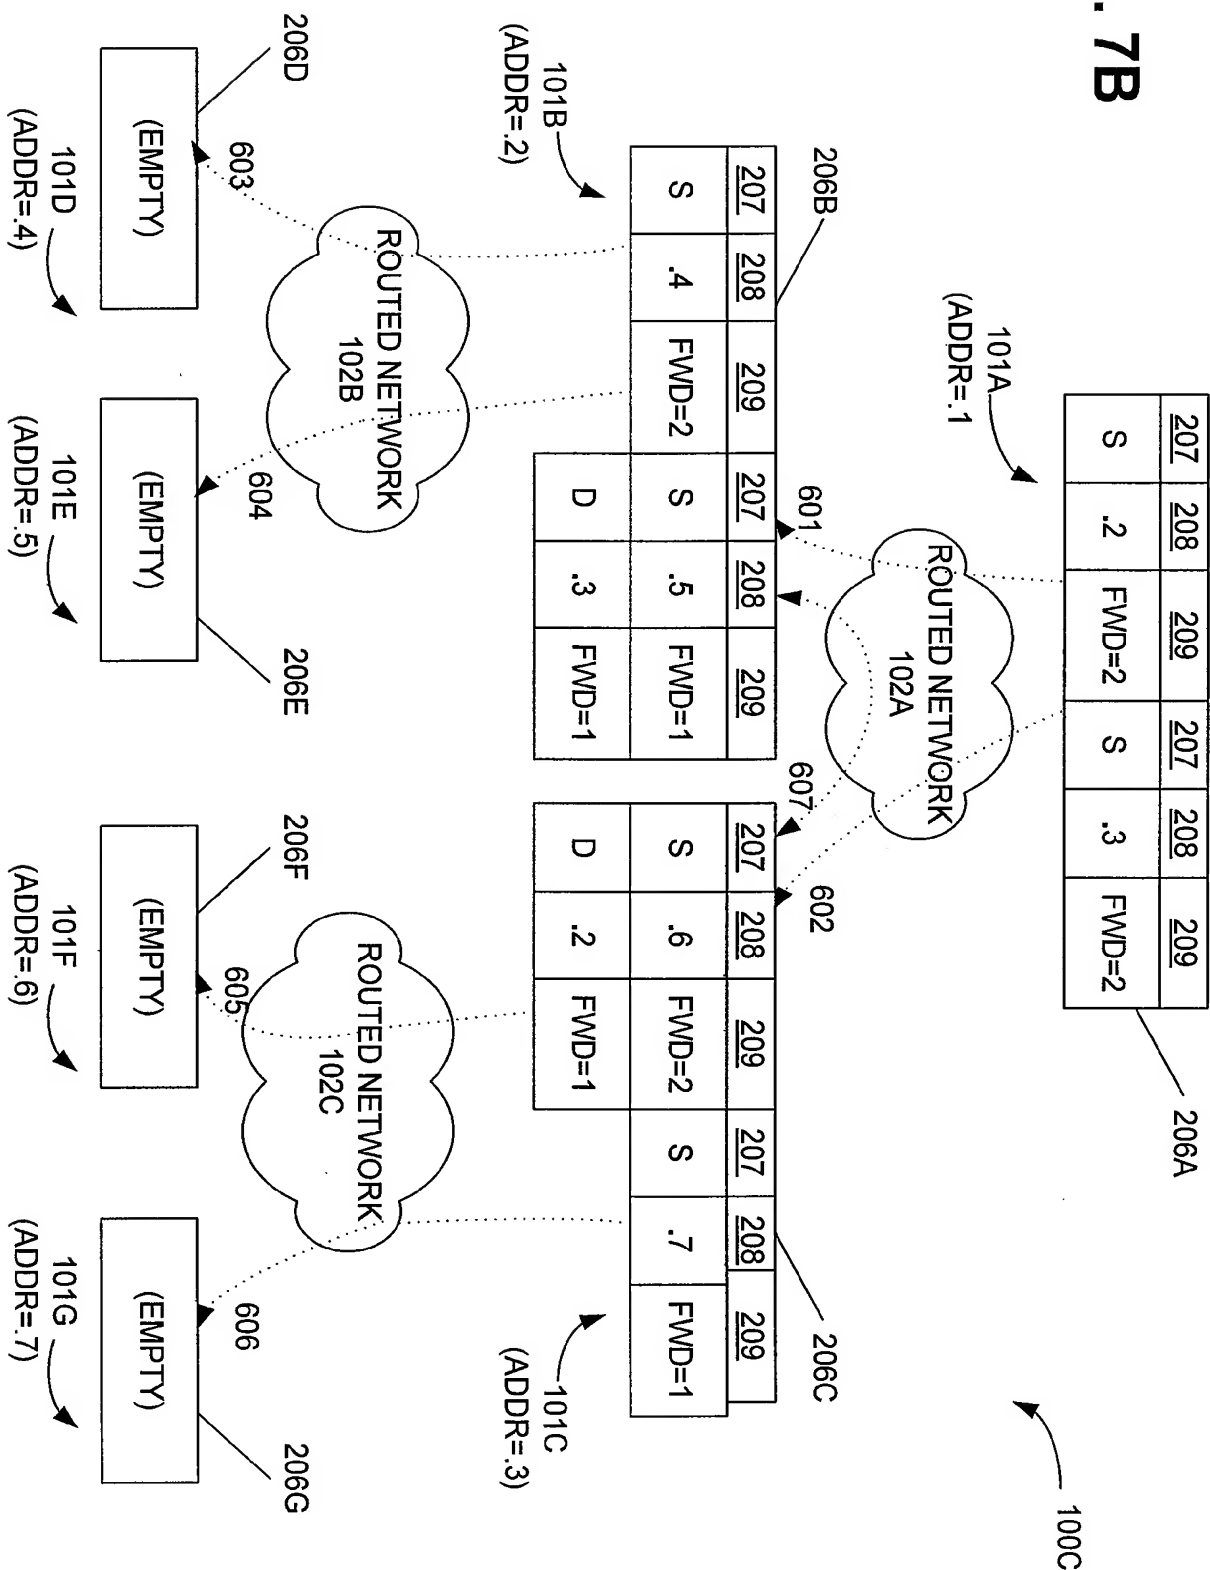 . 7B
100C
206A
207 208 209 207 208 209
S .2 FWD=2 S .3 FWD=2
101A
(ADDR=.1
ROUTED NETWORK
102A
601
607
602
206B
206C
207 208 209 207 208 209
S .4 FWD=2 S .5 FWD=1
D .3 FWD=1
207 208 209 207 208 209
S .6 FWD=2 S .7 FWD=1
D .2 FWD=1
101B
(ADDR=.2)
101C
(ADDR=.3)
ROUTED NETWORK
102B
ROUTED NETWORK
102C
603
604
605
606
206D
206E
206F
206G
(EMPTY)
(EMPTY)
(EMPTY)
(EMPTY)
101D
(ADDR=.4)
101E
(ADDR=.5)
101F
(ADDR=.6)
101G
(ADDR=.7)